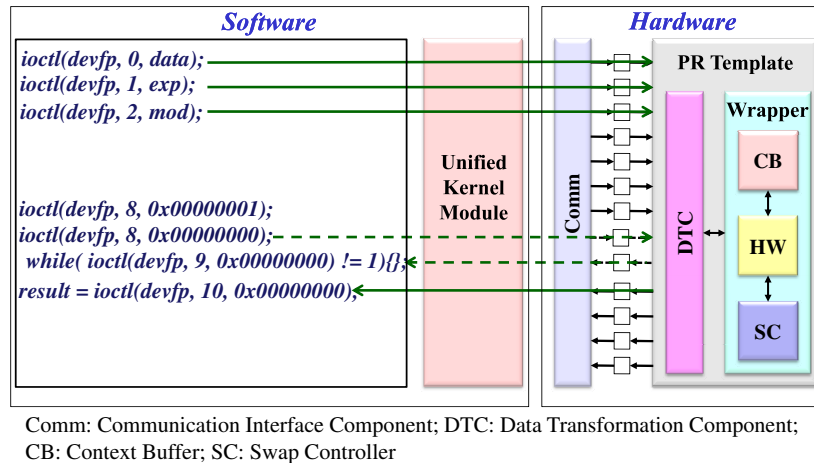 Software
Hardware
ioctl(devfp, 0, data);
ioctl(devfp, 1, exp);
ioctl(devfp, 2, mod);
ioctl(devfp, 8, 0x00000001);
ioctl(devfp, 8, 0x00000000);
while( ioctl(devfp, 9, 0x00000000) != 1){};
result = ioctl(devfp, 10, 0x00000000);
Unified
Kernel
Module
Comm
PR Template
DTC
Wrapper
CB
HW
SC
Comm: Communication Interface Component; DTC: Data Transformation Component;
CB: Context Buffer; SC: Swap Controller